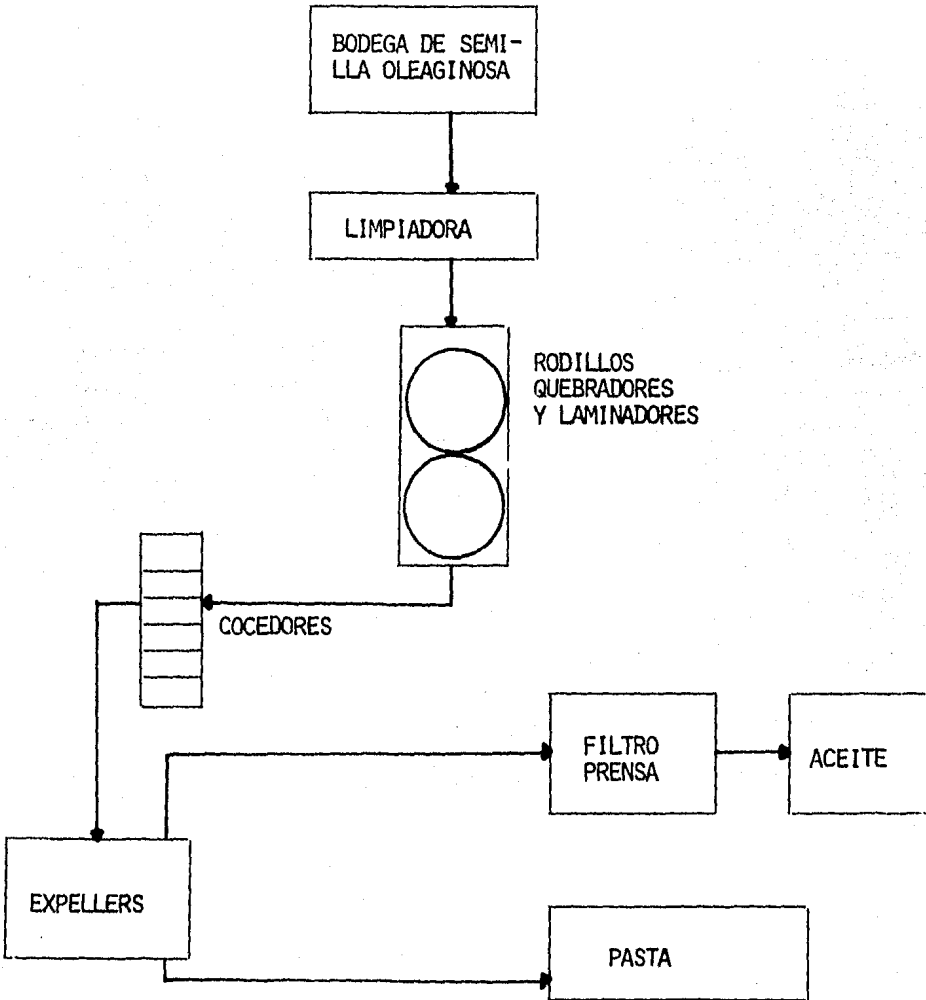 BODEGA DE SEMI-
LLA OLEAGINOSA
LIMPIADORA
RODILLOS
QUEBRADORES
Y LAMINADORES
COCEDORES
FILTRO
PRENSA
ACEITE
EXPELLERS
PASTA